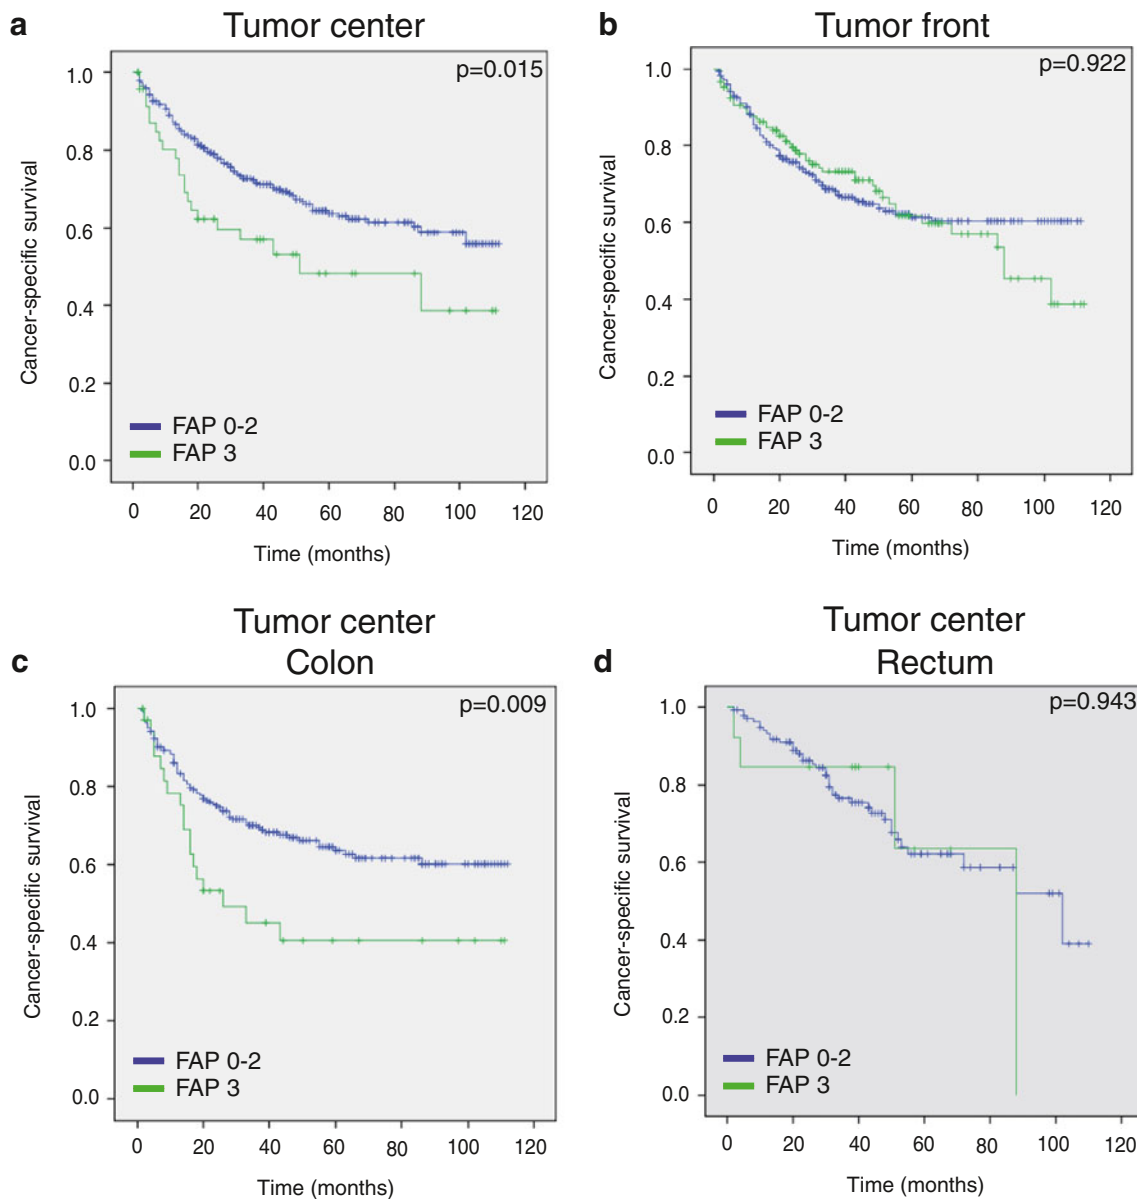 a
Tumor center
p=0.015
Cancer-specific survival
1.0
0.8
0.6
0.4
0.2
0.0
FAP 0-2
FAP 3
0 20 40 60 80 100 120
Time (months)
b
Tumor front
p=0.922
Cancer-specific survival
1.0
0.8
0.6
0.4
0.2
0.0
FAP 0-2
FAP 3
0 20 40 60 80 100 120
Time (months)
c
Tumor center
Colon
p=0.009
Cancer-specific survival
1.0
0.8
0.6
0.4
0.2
0.0
FAP 0-2
FAP 3
0 20 40 60 80 100 120
Time (months)
d
Tumor center
Rectum
p=0.943
Cancer-specific survival
1.0
0.8
0.6
0.4
0.2
0.0
FAP 0-2
FAP 3
0 20 40 60 80 100 120
Time (months)